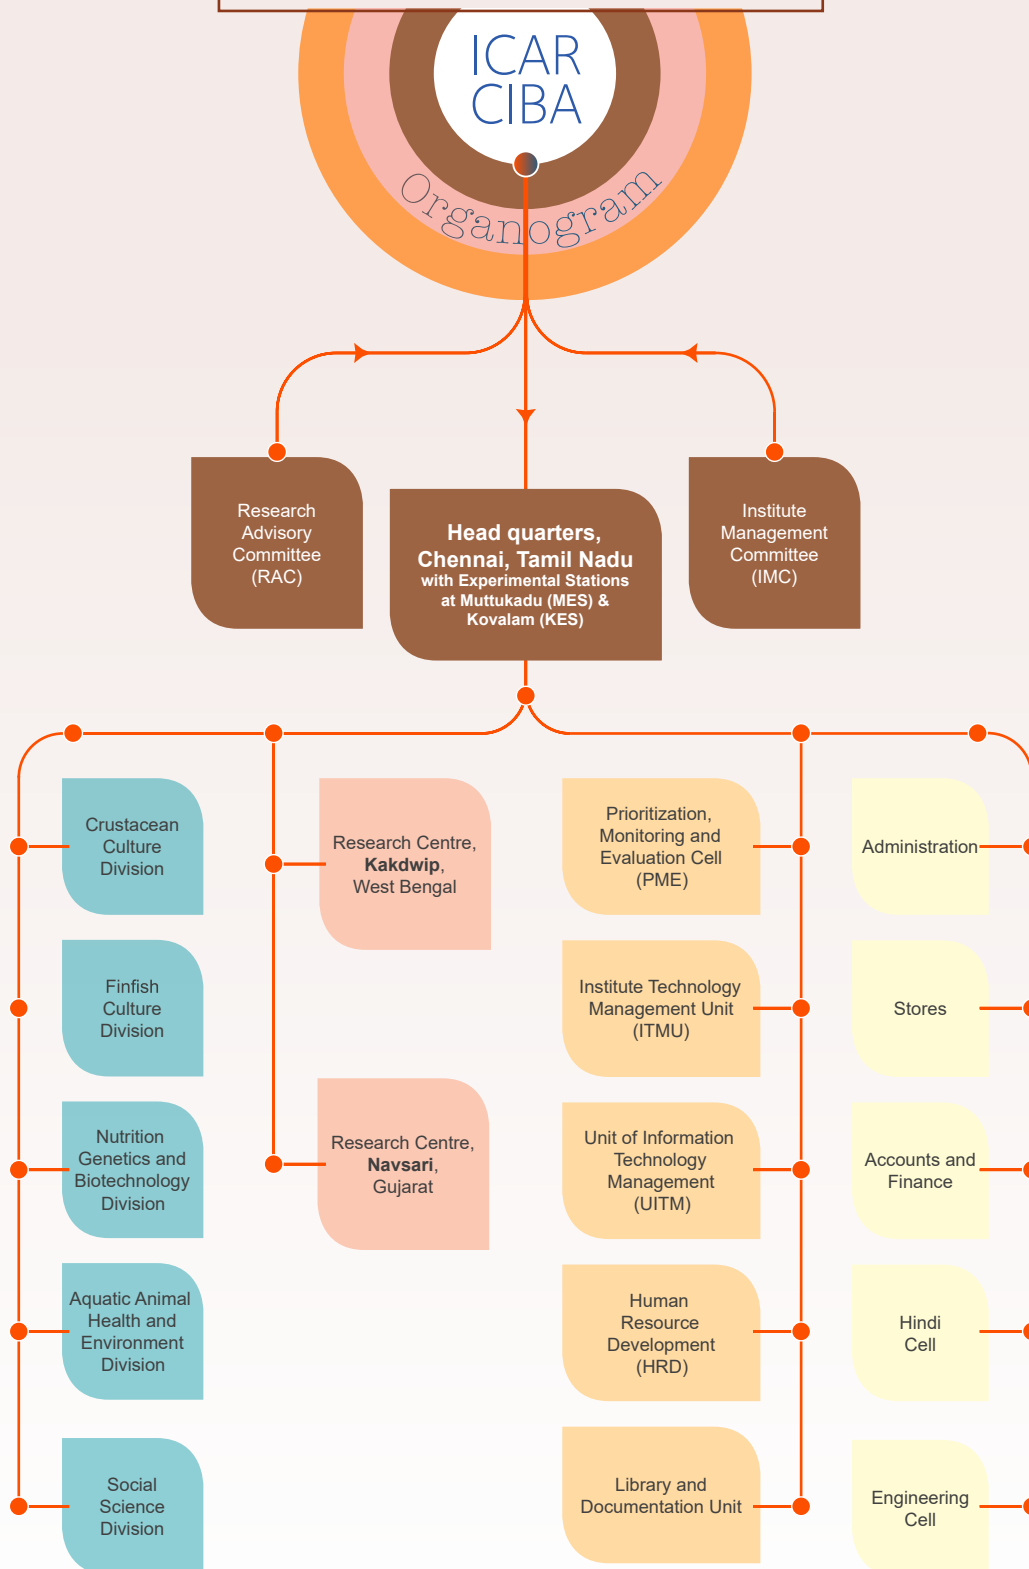 ICAR
CIBA
Organogram
Research
Advisory
Committee
(RAC)
Head quarters,
Chennai, Tamil Nadu
with Experimental Stations
at Muttukadu (MES) &
Kovalam (KES)
Institute
Management
Committee
(IMC)
Crustacean
Culture
Division
Finfish
Culture
Division
Nutrition
Genetics and
Biotechnology
Division
Aquatic Animal
Health and
Environment
Division
Social
Science
Division
Research Centre,
Kakdwip,
West Bengal
Research Centre,
Navsari,
Gujarat
Prioritization,
Monitoring and
Evaluation Cell
(PME)
Institute Technology
Management Unit
(ITMU)
Unit of Information
Technology
Management
(UITM)
Human
Resource
Development
(HRD)
Library and
Documentation Unit
Administration
Stores
Accounts and
Finance
Hindi
Cell
Engineering
Cell